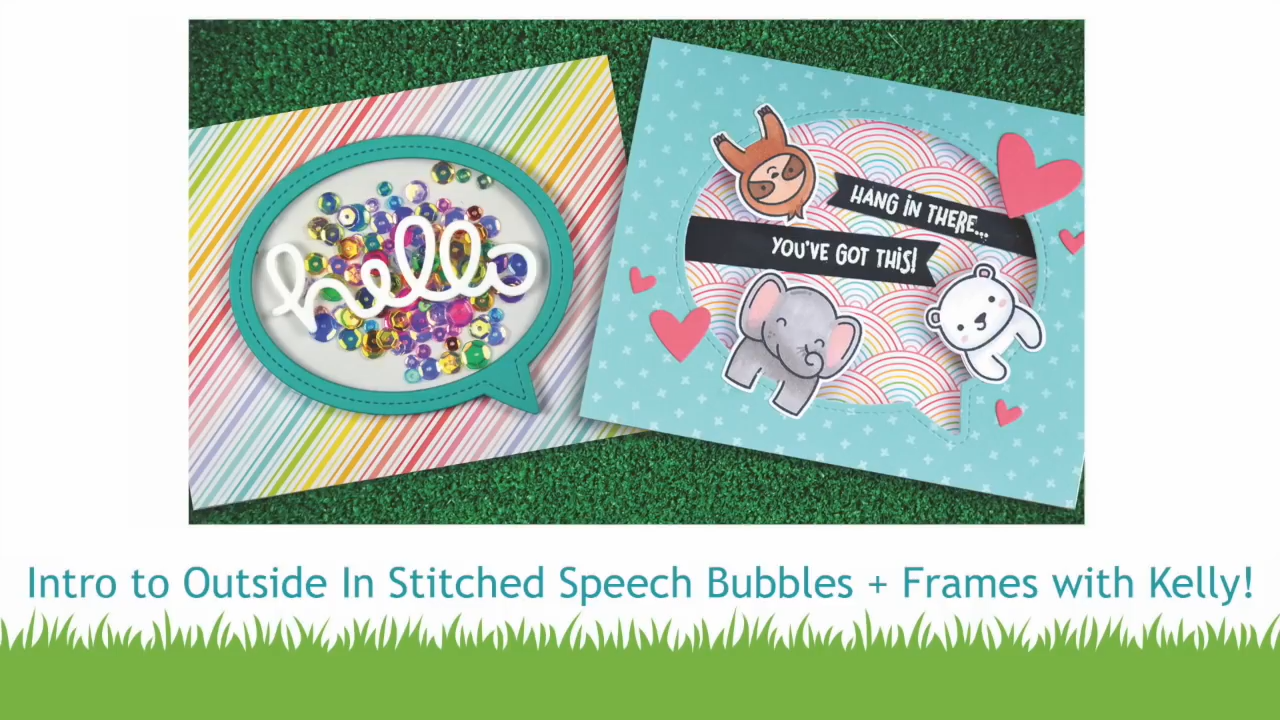 hello
HANG IN THERE...
YOU'VE GOT THIS!
Intro to Outside In Stitched Speech Bubbles + Frames with Kelly!